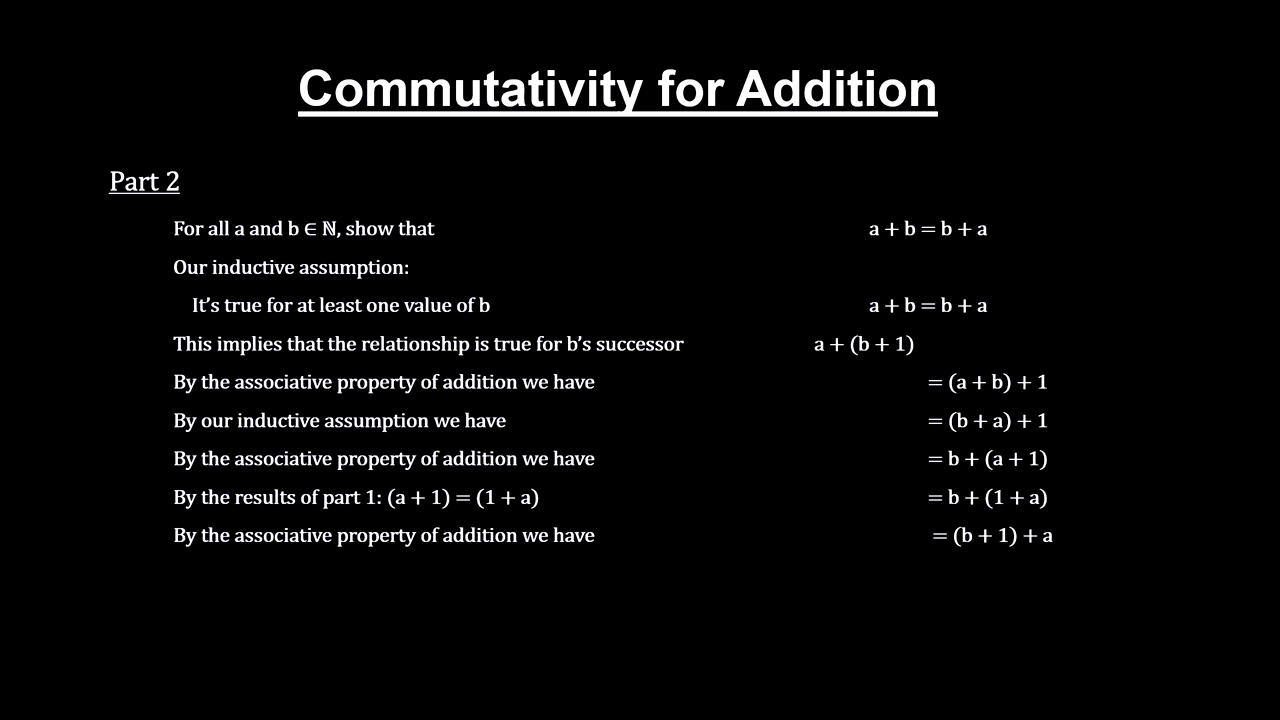 Commutativity for Addition
Part 2
For all a and b ∈ ℕ, show that a + b = b + a
Our inductive assumption:
It’s true for at least one value of b a + b = b + a
This implies that the relationship is true for b’s successor a + (b + 1)
By the associative property of addition we have = (a + b) + 1
By our inductive assumption we have = (b + a) + 1
By the associative property of addition we have = b + (a + 1)
By the results of part 1: (a + 1) = (1 + a) = b + (1 + a)
By the associative property of addition we have = (b + 1) + a